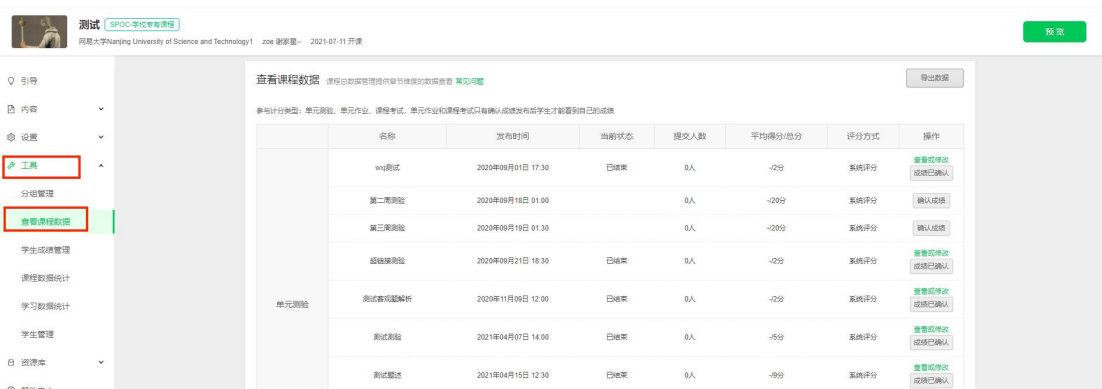 测试 SPOC-学校专有课程
网易大学Nanjing University of Science and Technology1 zoe 谢家星~ 2021-07-11 开课
预览
引导
内容
设置
工具
分组管理
查看课程数据
学生成绩管理
课程数据统计
学习数据统计
学生管理
资源库
查看课程数据 课程总数据管理提供章节维度的数据查看 常见问题
导出数据
参与计分类型：单元测验、单元作业、课程考试，单元作业和课程考试只有确认成绩发布后学生才能看到自己的成绩
名称 发布时间 当前状态 提交人数 平均得分/总分 评分方式 操作
单元测验
wxj测试 2020年09月01日 17:30 已结束 0人 -/2分 系统评分 查看或修改 成绩已确认
第二周测验 2020年09月18日 01:00 0人 -/20分 系统评分 确认成绩
第三周测验 2020年09月19日 01:30 0人 -/20分 系统评分 确认成绩
超链接测验 2020年09月21日 18:30 已结束 0人 -/2分 系统评分 查看或修改 成绩已确认
测试客观题解析 2020年11月09日 12:00 已结束 0人 -/2分 系统评分 查看或修改 成绩已确认
测试测验 2021年04月07日 14:00 已结束 0人 -/5分 系统评分 查看或修改 成绩已确认
测试题述 2021年04月15日 12:30 已结束 0人 -/9分 系统评分 查看或修改 成绩已确认